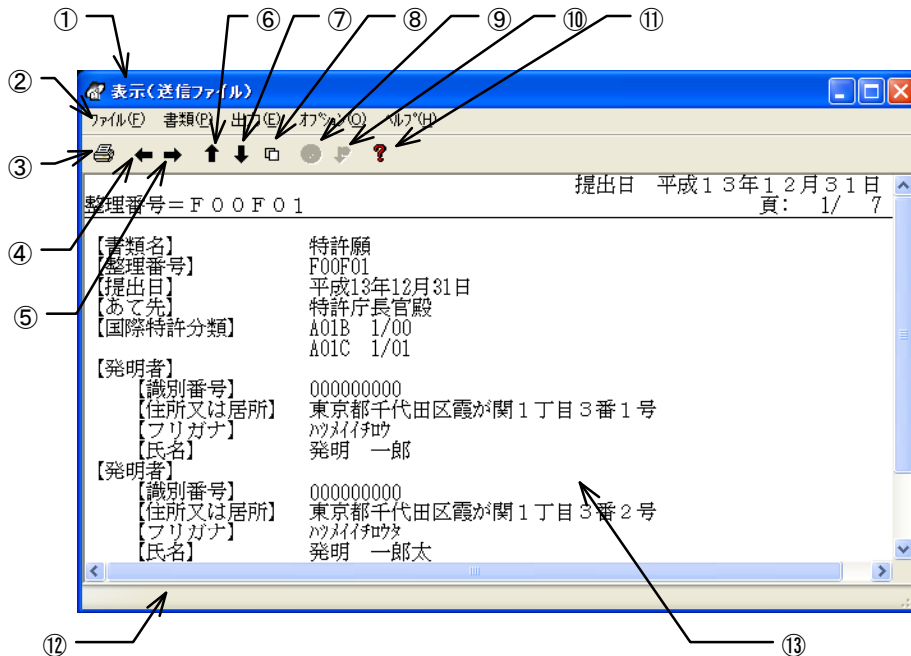 ① ⑥ ⑦ ⑧ ⑨ ⑩ ⑪
②
表示(送信ファイル)
ファイル(F) 書類(P) 出力(E) オプション(O) ヘルプ(H)
③
提出日 平成13年12月31日
整理番号=F00F01 頁: 1/ 7
④
【書類名】 特許願
【整理番号】 F00F01
【提出日】 平成13年12月31日
⑤
【あて先】 特許庁長官殿
【国際特許分類】 A01B 1/00
A01C 1/01
【発明者】
【識別番号】 000000000
【住所又は居所】 東京都千代田区霞が関1丁目3番1号
【フリガナ】 ハツメイイチロウ
【氏名】 発明 一郎
【発明者】
【識別番号】 000000000
【住所又は居所】 東京都千代田区霞が関1丁目3番2号
【フリガナ】 ハツメイイチロウタ
【氏名】 発明 一郎太
⑫ ⑬